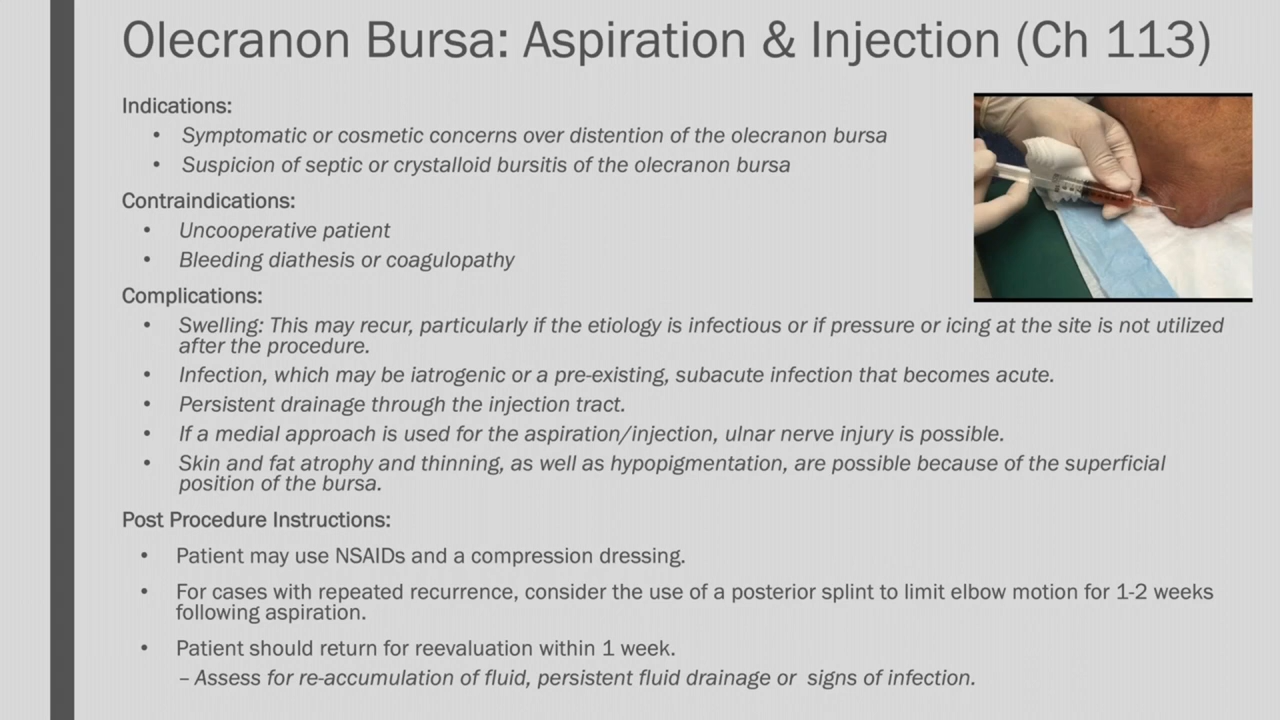 Olecranon Bursa: Aspiration & Injection (Ch 113)
Indications:
• Symptomatic or cosmetic concerns over distention of the olecranon bursa
• Suspicion of septic or crystalloid bursitis of the olecranon bursa
Contraindications:
• Uncooperative patient
• Bleeding diathesis or coagulopathy
Complications:
• Swelling: This may recur, particularly if the etiology is infectious or if pressure or icing at the site is not utilized
after the procedure.
• Infection, which may be iatrogenic or a pre-existing, subacute infection that becomes acute.
• Persistent drainage through the injection tract.
• If a medial approach is used for the aspiration/injection, ulnar nerve injury is possible.
• Skin and fat atrophy and thinning, as well as hypopigmentation, are possible because of the superficial
position of the bursa.
Post Procedure Instructions:
• Patient may use NSAIDs and a compression dressing.
• For cases with repeated recurrence, consider the use of a posterior splint to limit elbow motion for 1-2 weeks
following aspiration.
• Patient should return for reevaluation within 1 week.
– Assess for re-accumulation of fluid, persistent fluid drainage or signs of infection.